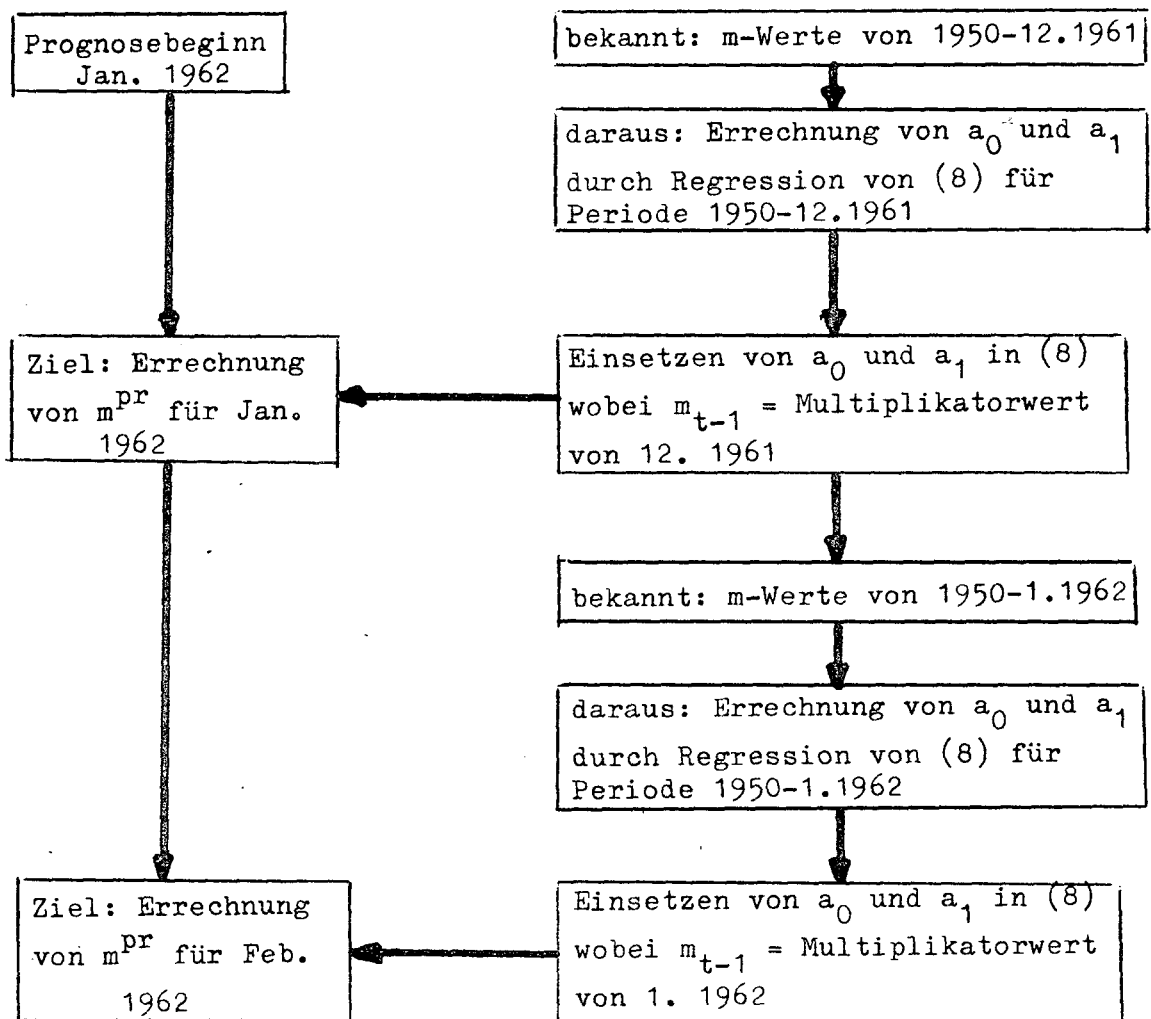 Prognosebeginn
Jan. 1962
bekannt: m-Werte von 1950-12.1961
daraus: Errechnung von a₀ und a₁
durch Regression von (8) für
Periode 1950-12.1961
Ziel: Errechnung
von mᵖʳ für Jan.
1962
Einsetzen von a₀ und a₁ in (8)
wobei mₜ₋₁ = Multiplikatorwert
von 12. 1961
bekannt: m-Werte von 1950-1.1962
daraus: Errechnung von a₀ und a₁
durch Regression von (8) für
Periode 1950-1.1962
Ziel: Errechnung
von mᵖʳ für Feb.
1962
Einsetzen von a₀ und a₁ in (8)
wobei mₜ₋₁ = Multiplikatorwert
von 1. 1962